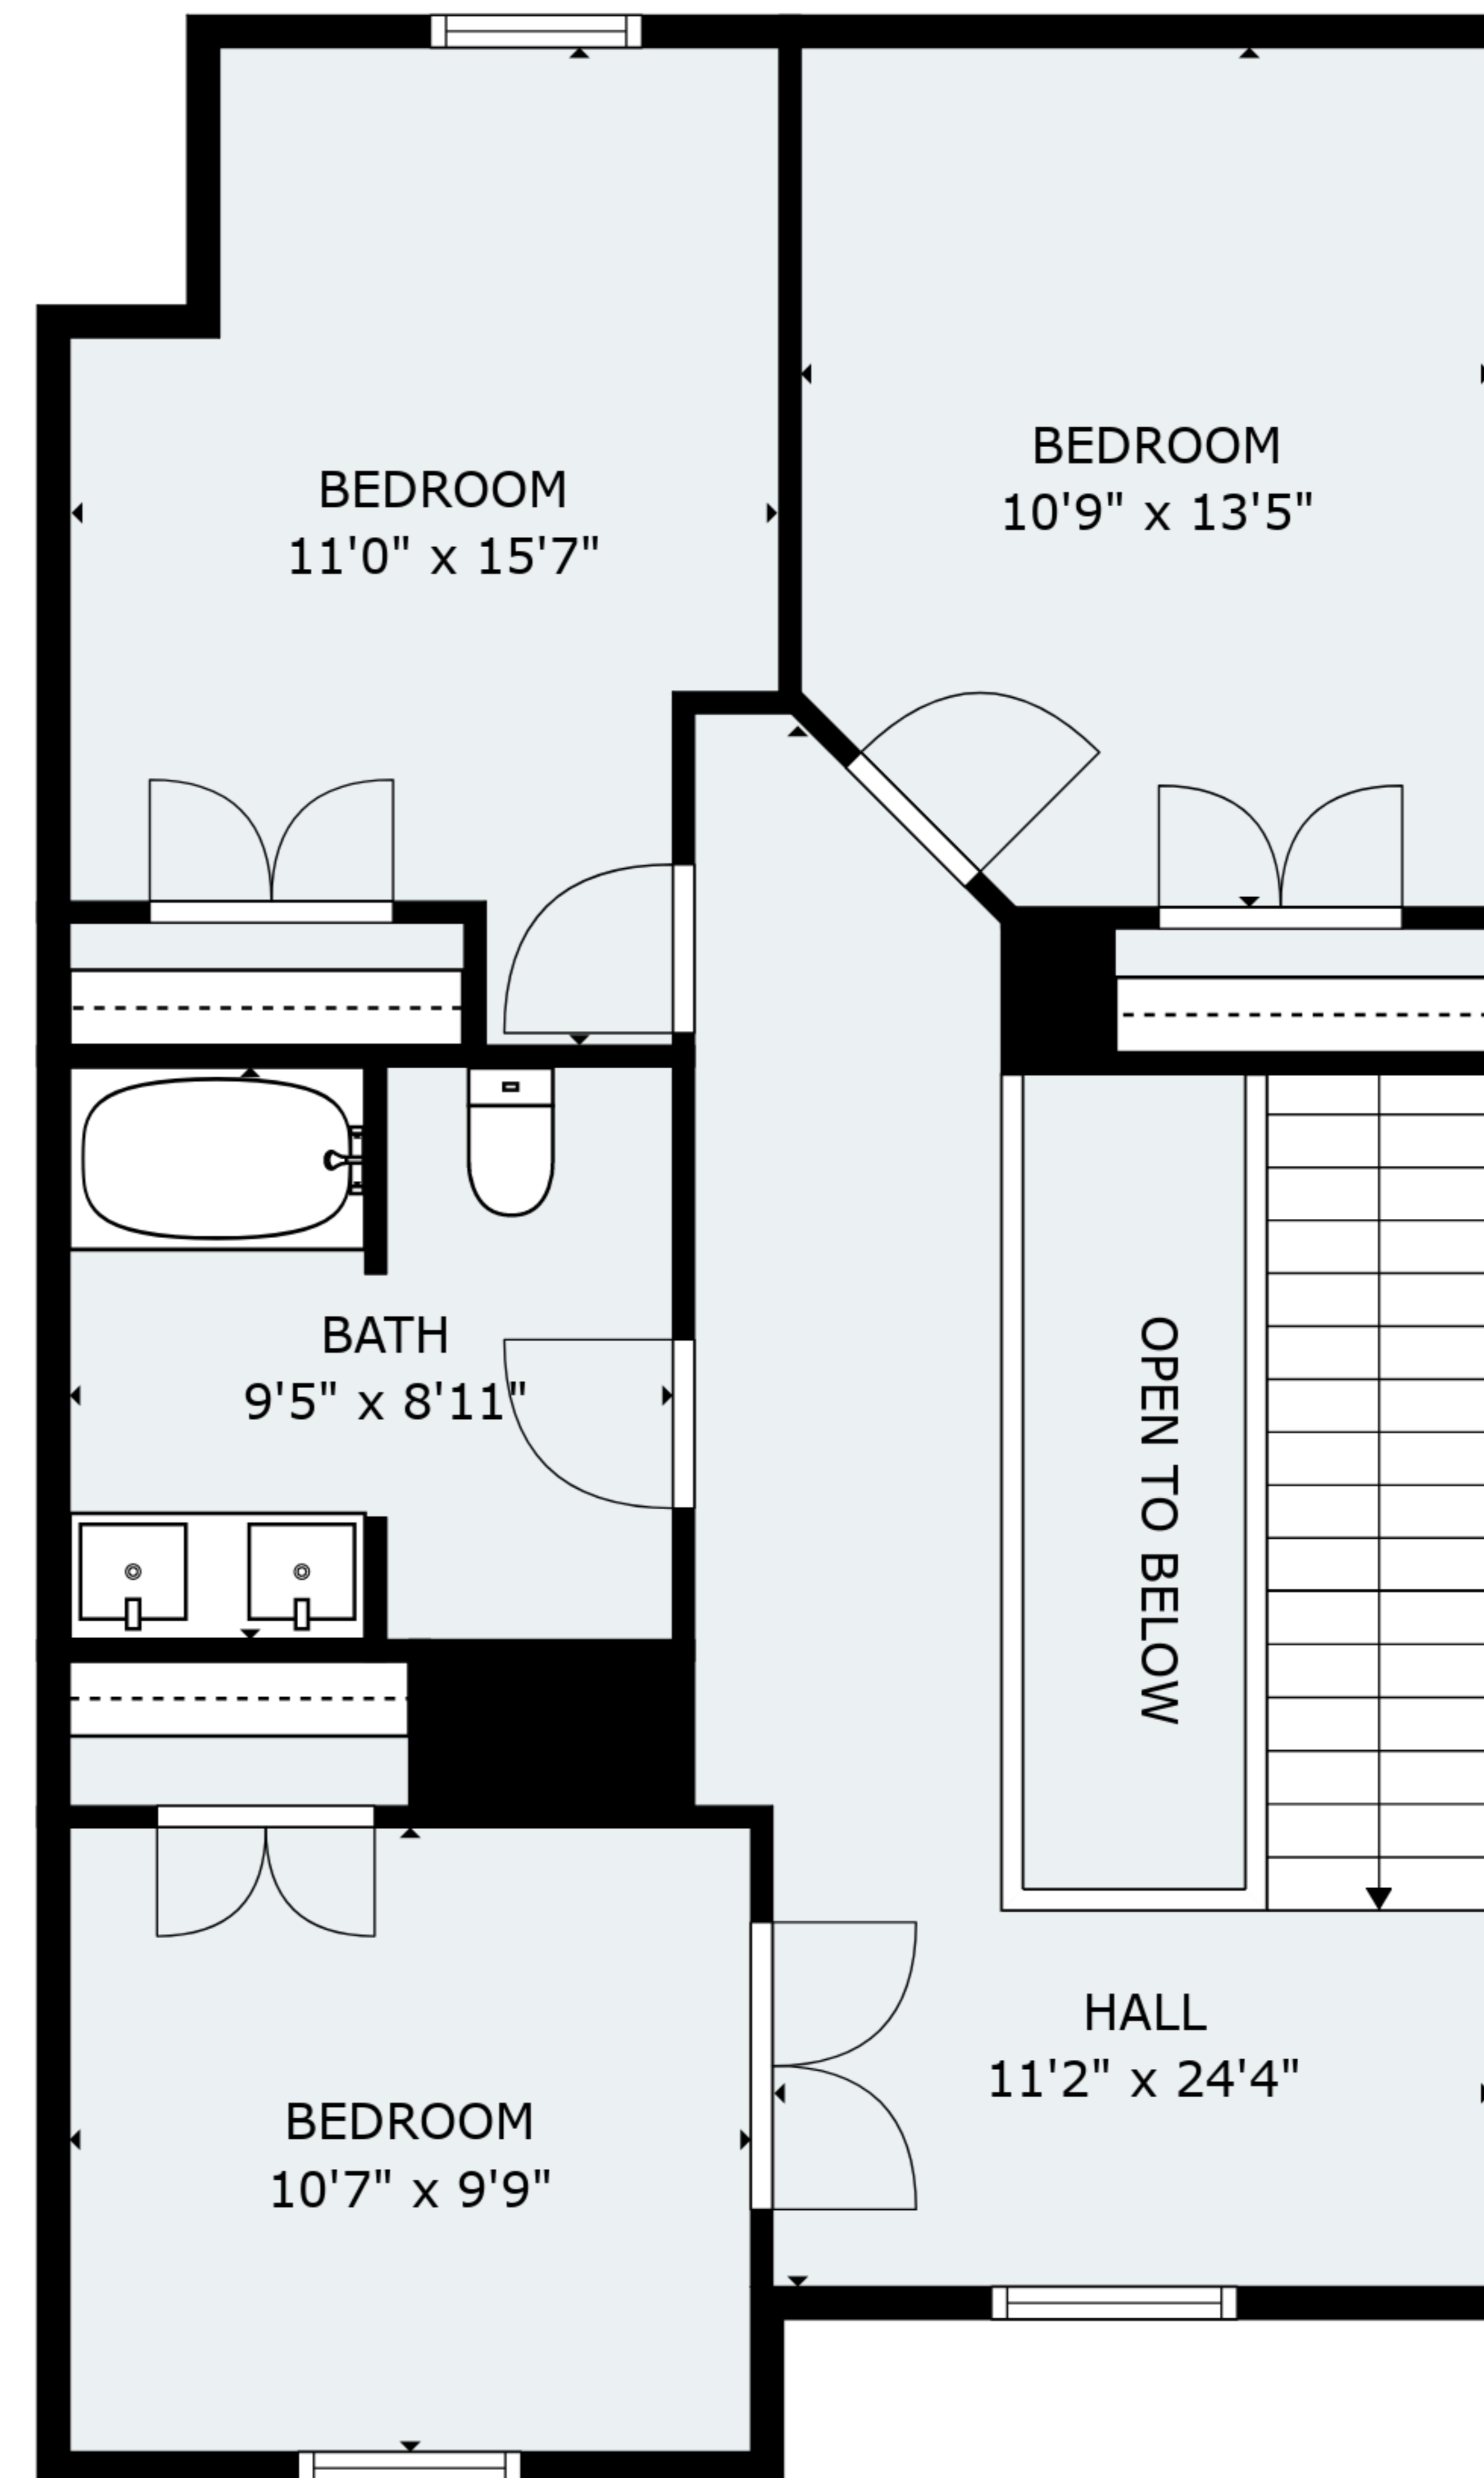 BEDROOM
11'0" x 15'7"
BEDROOM
10'9" x 13'5"
BATH
9'5" x 8'11"
OPEN TO BELOW
HALL
11'2" x 24'4"
BEDROOM
10'7" x 9'9"